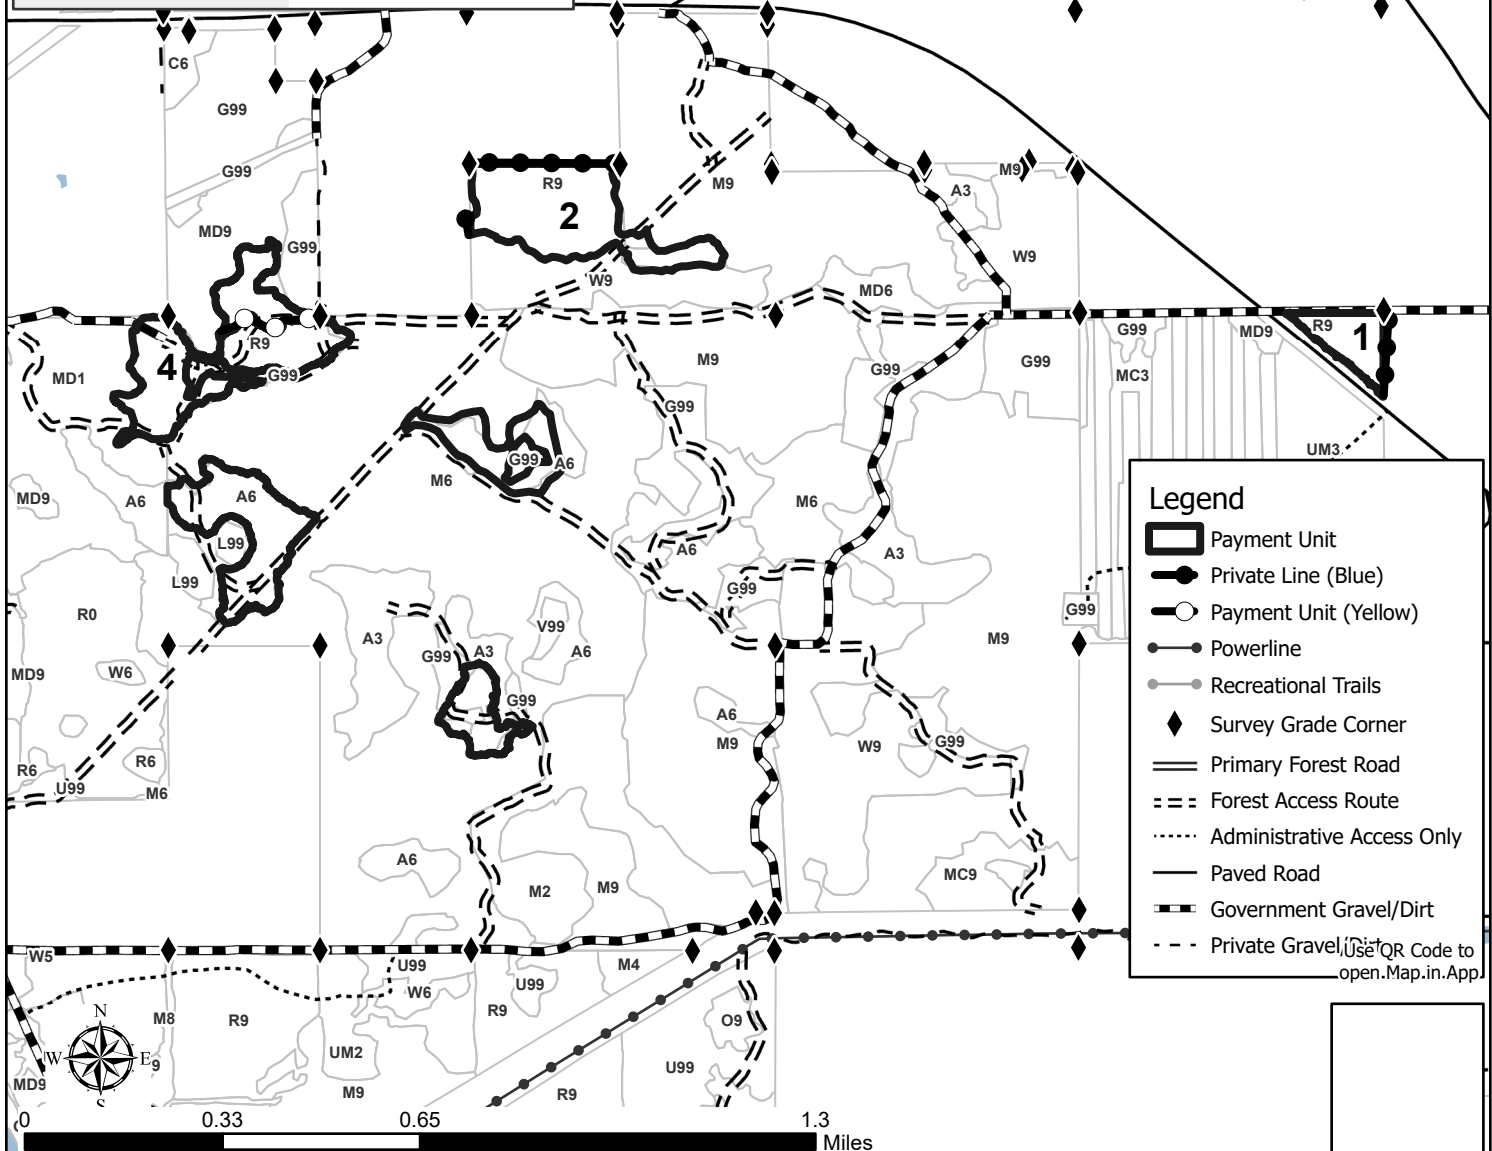 C6
G99
G99
M9
M9
R9
A3
2
MD9
G99
W9
W9
MD6
R9
G99
MD9
R9
1
M9
G99
G99
MC3
4
G99
MD1
G99
UM3
G99
A6
M6
MD9
A6
A6
M6
L99
A6
A3
L99
G99
R0
G99
V99
A3
M9
G99
A3
A6
MD9
W6
G99
A6
M9
W9
G99
R6
R6
U99
M6
A6
MC9
M2
M9
W5
U99
M4
W6
U99
R9
M8
R9
O9
UM2
U99
MD9
9
M9
R9
Legend
Payment Unit
Private Line (Blue)
Payment Unit (Yellow)
Powerline
Recreational Trails
Survey Grade Corner
Primary Forest Road
Forest Access Route
Administrative Access Only
Paved Road
Government Gravel/Dirt
Private Gravel/Dirt
Use QR Code to
open Map in App
N
W E
S
0 0.33 0.65 1.3
Miles